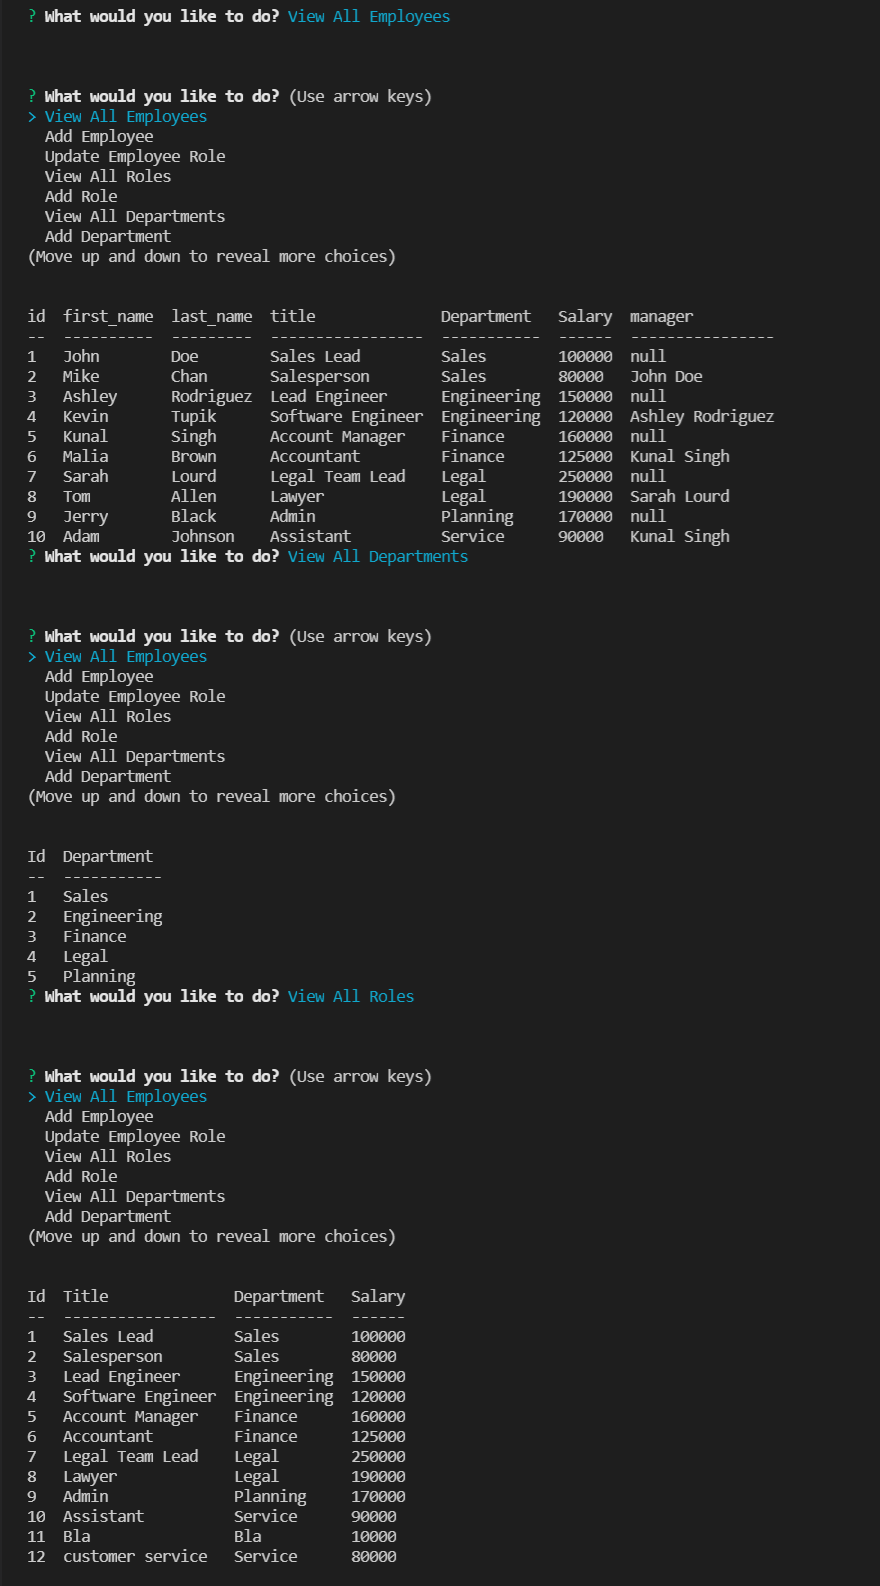 ? What would you like to do? View All Employees
? What would you like to do? (Use arrow keys)
> View All Employees
  Add Employee
  Update Employee Role
  View All Roles
  Add Role
  View All Departments
  Add Department
(Move up and down to reveal more choices)
id  first_name  last_name  title              Department   Salary  manager
--  ----------  ---------  -----------------  -----------  ------  ----------------
1   John        Doe        Sales Lead         Sales        100000  null
2   Mike        Chan       Salesperson        Sales        80000   John Doe
3   Ashley      Rodriguez  Lead Engineer      Engineering  150000  null
4   Kevin       Tupik      Software Engineer  Engineering  120000  Ashley Rodriguez
5   Kunal       Singh      Account Manager    Finance      160000  null
6   Malia       Brown      Accountant         Finance      125000  Kunal Singh
7   Sarah       Lourd      Legal Team Lead    Legal        250000  null
8   Tom         Allen      Lawyer             Legal        190000  Sarah Lourd
9   Jerry       Black      Admin              Planning     170000  null
10  Adam        Johnson    Assistant          Service      90000   Kunal Singh
? What would you like to do? View All Departments
? What would you like to do? (Use arrow keys)
> View All Employees
  Add Employee
  Update Employee Role
  View All Roles
  Add Role
  View All Departments
  Add Department
(Move up and down to reveal more choices)
Id  Department
--  -----------
1   Sales
2   Engineering
3   Finance
4   Legal
5   Planning
? What would you like to do? View All Roles
? What would you like to do? (Use arrow keys)
> View All Employees
  Add Employee
  Update Employee Role
  View All Roles
  Add Role
  View All Departments
  Add Department
(Move up and down to reveal more choices)
Id  Title              Department   Salary
--  -----------------  -----------  ------
1   Sales Lead         Sales        100000
2   Salesperson        Sales        80000
3   Lead Engineer      Engineering  150000
4   Software Engineer  Engineering  120000
5   Account Manager    Finance      160000
6   Accountant         Finance      125000
7   Legal Team Lead    Legal        250000
8   Lawyer             Legal        190000
9   Admin              Planning     170000
10  Assistant          Service      90000
11  Bla                Bla          10000
12  customer service   Service      80000